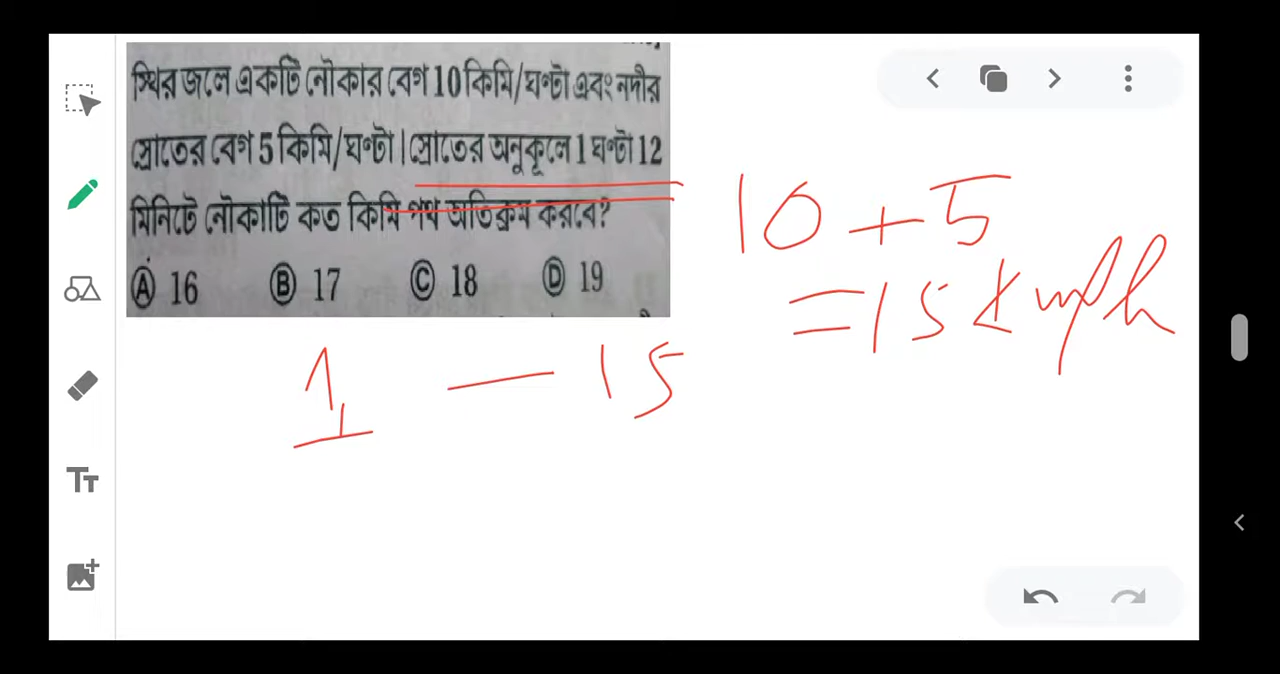 স্থির জলে একটি নৌকার বেগ 10 কিমি/ঘণ্টা এবং নদীর
স্রোতের বেগ 5 কিমি/ঘণ্টা। স্রোতের অনুকূলে 1 ঘণ্টা 12
মিনিটে নৌকাটি কত কিমি পথ অতিক্রম করবে?
Ⓐ 16 Ⓑ 17 Ⓒ 18 Ⓓ 19
10 + 5
= 15 kmph
1 — 15
TT